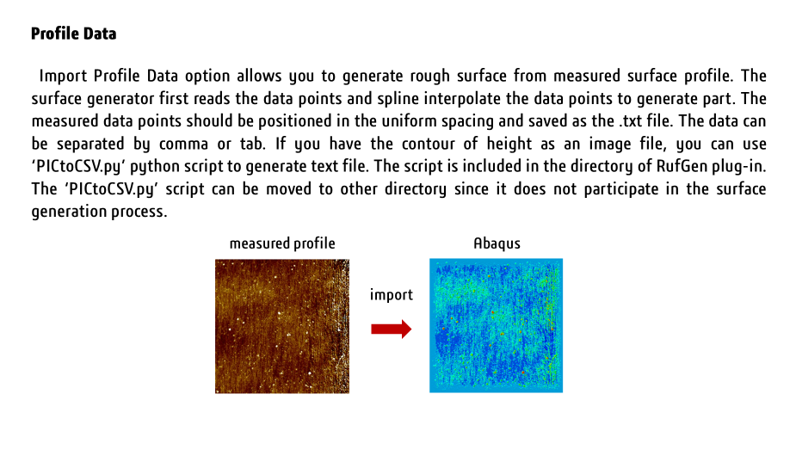 Profile Data
Import Profile Data option allows you to generate rough surface from measured surface profile. The
surface generator first reads the data points and spline interpolate the data points to generate part. The
measured data points should be positioned in the uniform spacing and saved as the .txt file. The data can
be separated by comma or tab. If you have the contour of height as an image file, you can use
‘PICtoCSV.py’ python script to generate text file. The script is included in the directory of RufGen plug-in.
The ‘PICtoCSV.py’ script can be moved to other directory since it does not participate in the surface
generation process.
measured profile
Abaqus
import